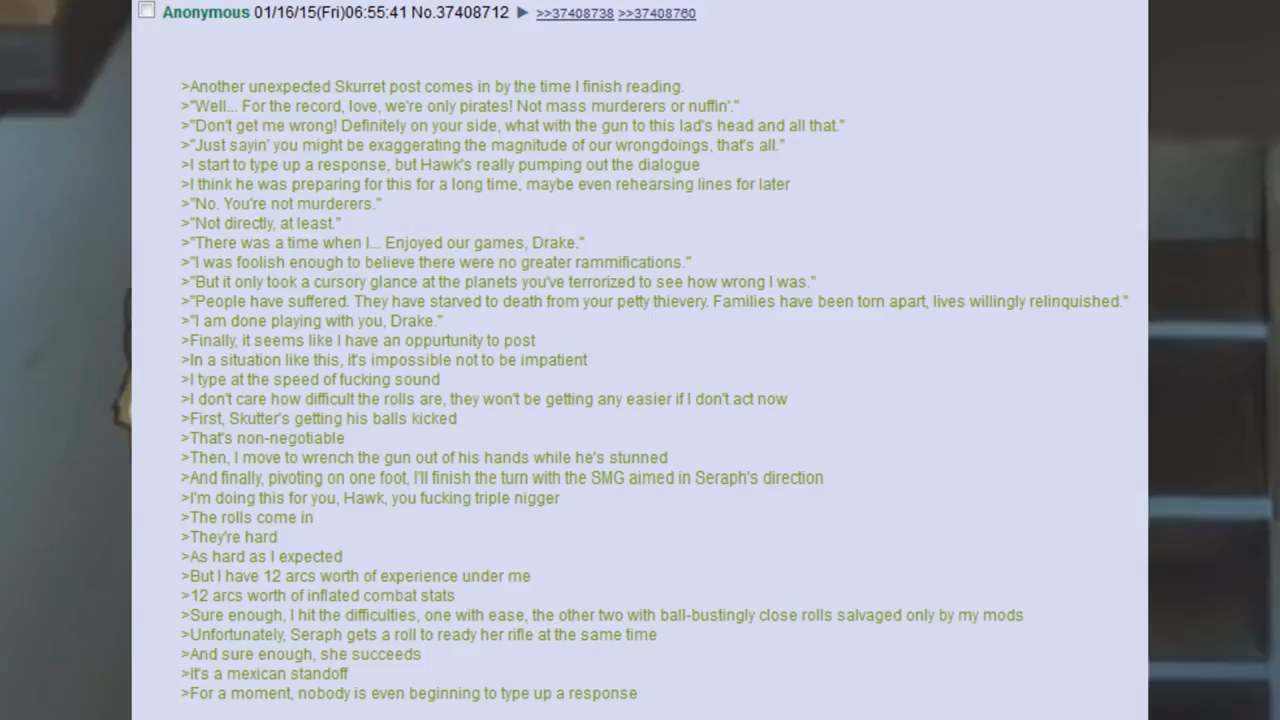 Anonymous 01/16/15(Fri)06:55:41 No.37408712 ▶ >>37408738 >>37408760
>Another unexpected Skurret post comes in by the time I finish reading.
>"Well... For the record, love, we're only pirates! Not mass murderers or nuffin'."
>"Don't get me wrong! Definitely on your side, what with the gun to this lad's head and all that."
>"Just sayin' you might be exaggerating the magnitude of our wrongdoings, that's all."
>I start to type up a response, but Hawk's really pumping out the dialogue
>I think he was preparing for this for a long time, maybe even rehearsing lines for later
>"No. You're not murderers."
>"Not directly, at least."
>"There was a time when I... Enjoyed our games, Drake."
>"I was foolish enough to believe there were no greater rammifications."
>"But it only took a cursory glance at the planets you've terrorized to see how wrong I was."
>"People have suffered. They have starved to death from your petty thievery. Families have been torn apart, lives willingly relinquished."
>"I am done playing with you, Drake."
>Finally, it seems like I have an oppurtunity to post
>In a situation like this, it's impossible not to be impatient
>I type at the speed of fucking sound
>I don't care how difficult the rolls are, they won't be getting any easier if I don't act now
>First, Skutter's getting his balls kicked
>That's non-negotiable
>Then, I move to wrench the gun out of his hands while he's stunned
>And finally, pivoting on one foot, I'll finish the turn with the SMG aimed in Seraph's direction
>I'm doing this for you, Hawk, you fucking triple nigger
>The rolls come in
>They're hard
>As hard as I expected
>But I have 12 arcs worth of experience under me
>12 arcs worth of inflated combat stats
>Sure enough, I hit the difficulties, one with ease, the other two with ball-bustingly close rolls salvaged only by my mods
>Unfortunately, Seraph gets a roll to ready her rifle at the same time
>And sure enough, she succeeds
>It's a mexican standoff
>For a moment, nobody is even beginning to type up a response